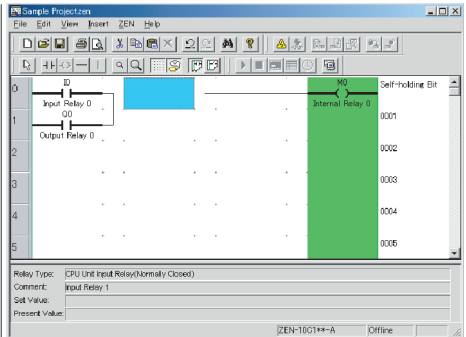 Sample Project.zen
File Edit View Insert ZEN Help
0 I0 M0 Self-holding Bit
Input Relay 0 Internal Relay 0
1 Q0 0001
Output Relay 0
2 0002
3 0003
4 0004
5 0005
Relay Type: CPU Unit Input Relay(Normally Closed)
Comment: Input Relay 1
Set Value:
Present Value:
ZEN-10C1**-A Offline